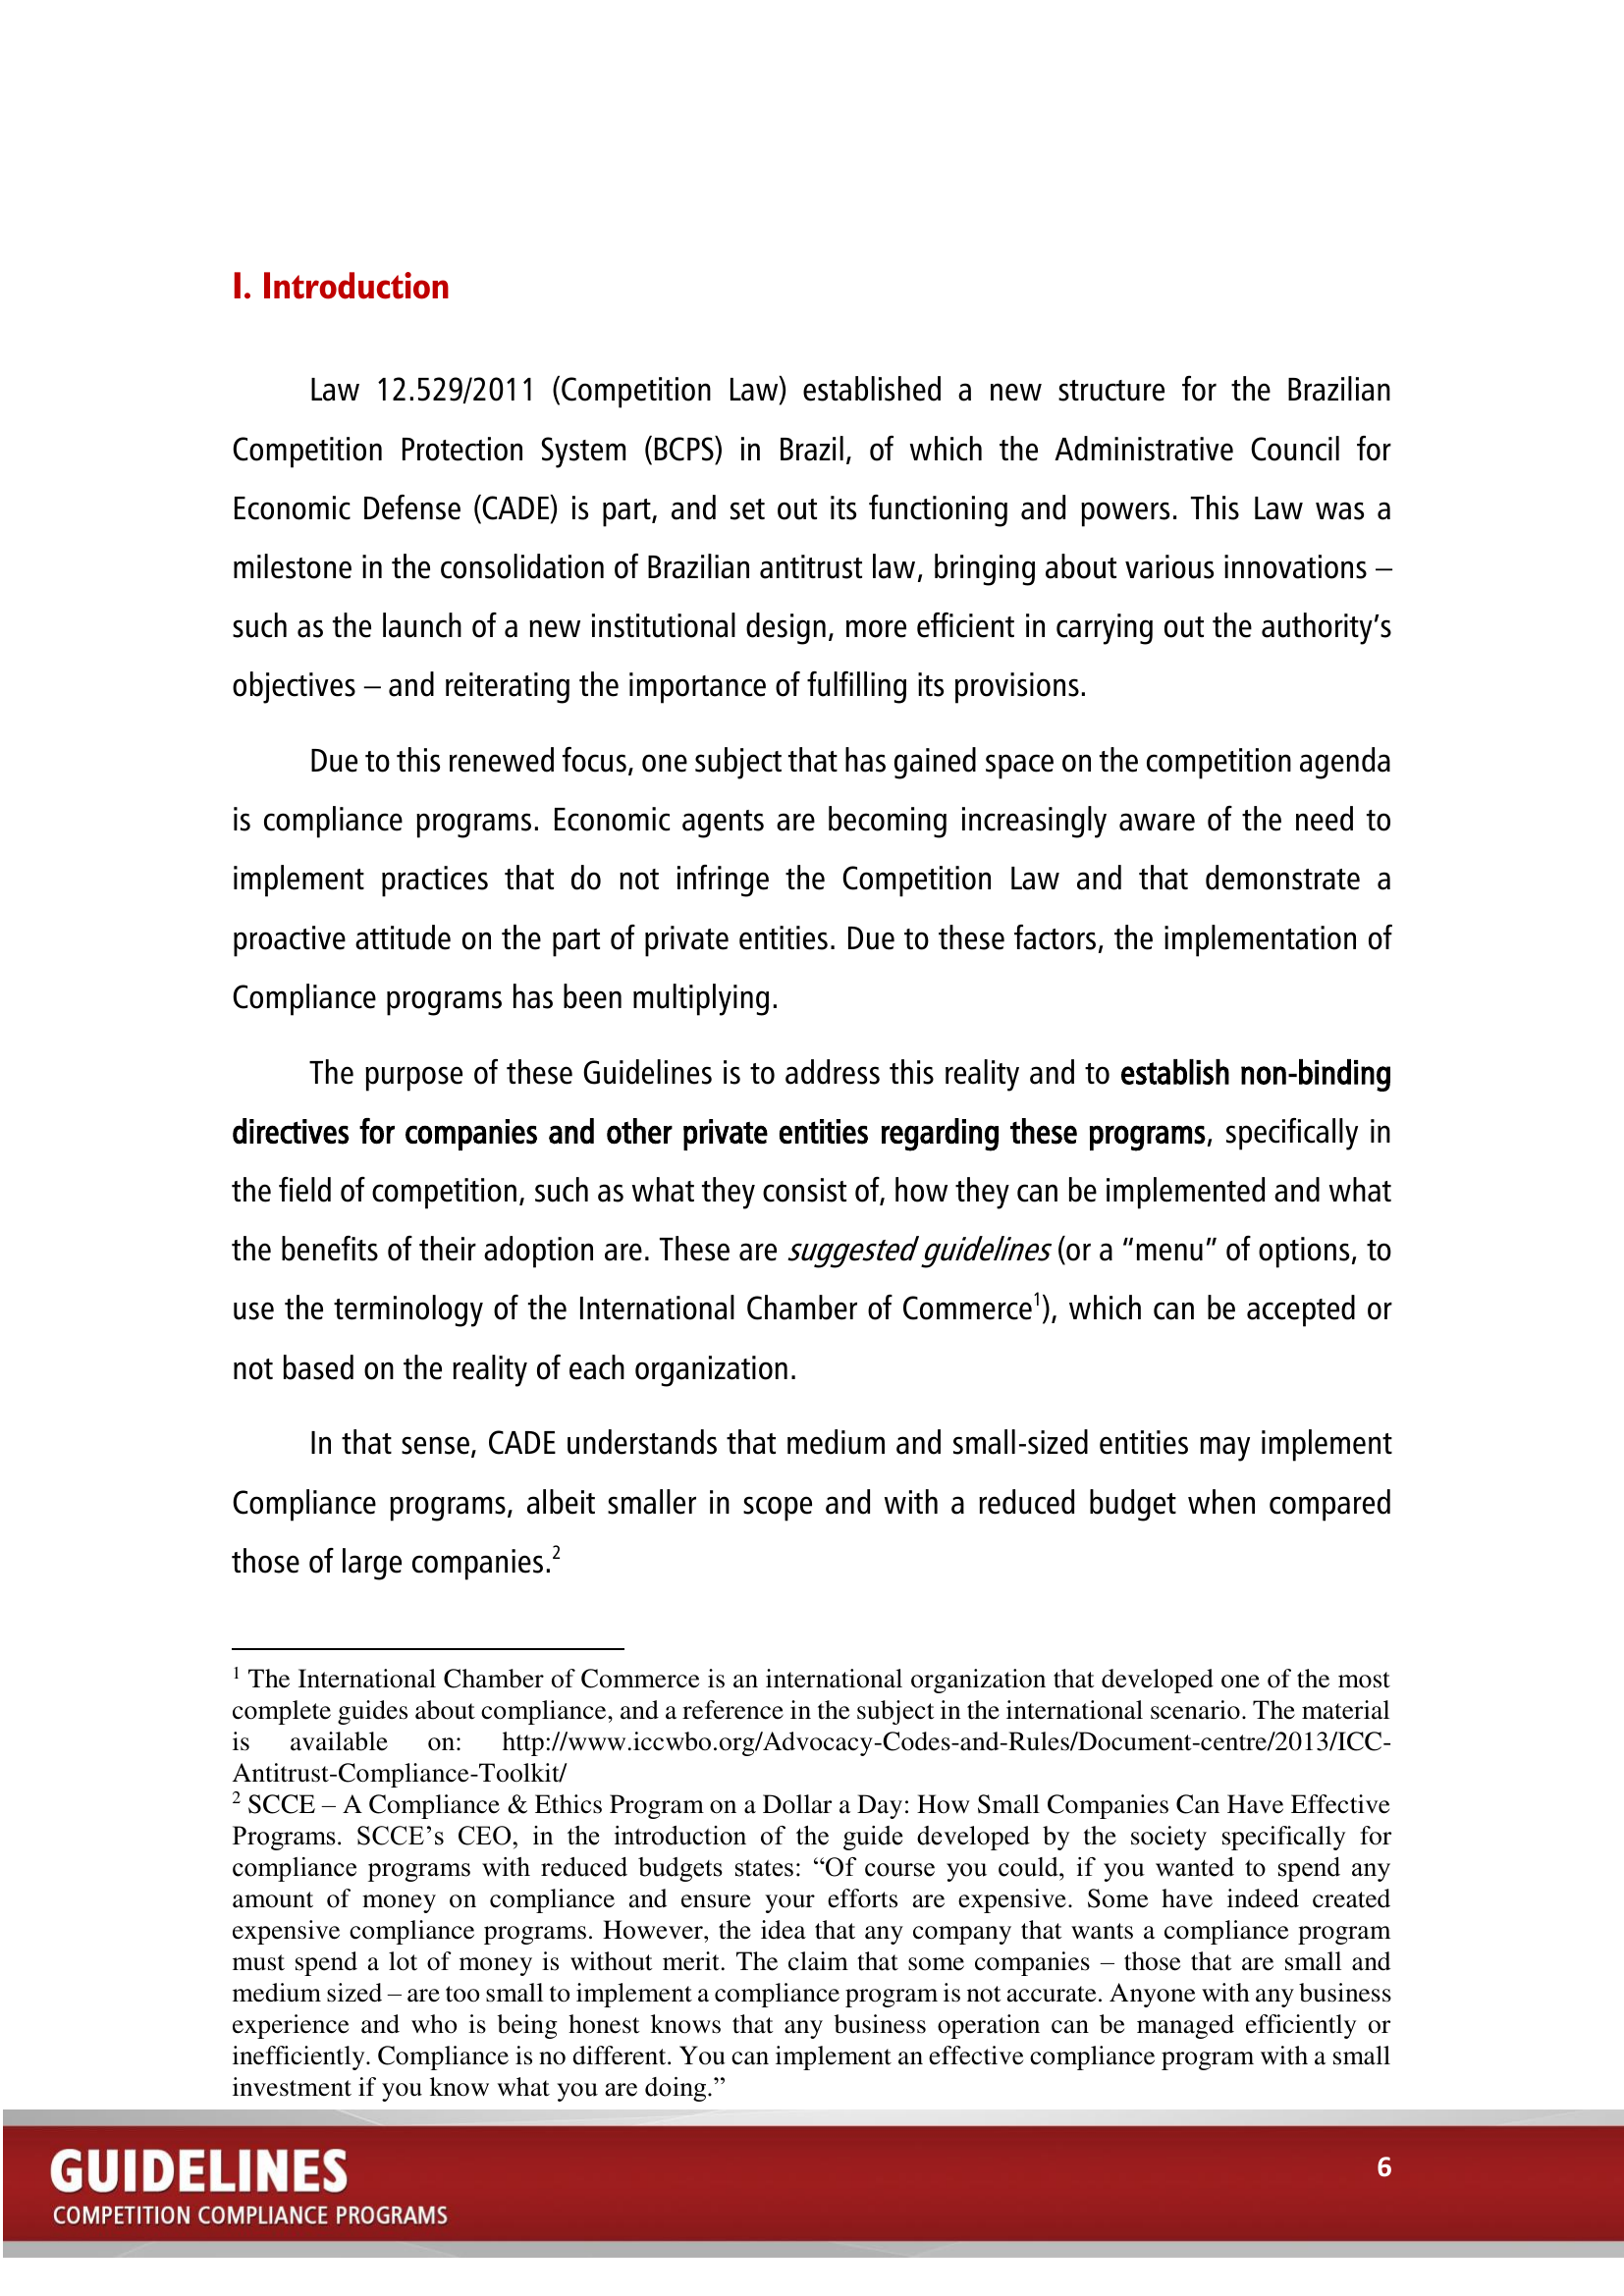 I. Introduction
Law 12.529/2011 (Competition Law) established a new structure for the Brazilian
Competition Protection System (BCPS) in Brazil, of which the Administrative Council for
Economic Defense (CADE) is part, and set out its functioning and powers. This Law was a
milestone in the consolidation of Brazilian antitrust law, bringing about various innovations –
such as the launch of a new institutional design, more efficient in carrying out the authority’s
objectives – and reiterating the importance of fulfilling its provisions.
Due to this renewed focus, one subject that has gained space on the competition agenda
is compliance programs. Economic agents are becoming increasingly aware of the need to
implement practices that do not infringe the Competition Law and that demonstrate a
proactive attitude on the part of private entities. Due to these factors, the implementation of
Compliance programs has been multiplying.
The purpose of these Guidelines is to address this reality and to establish non-binding
directives for companies and other private entities regarding these programs, specifically in
the field of competition, such as what they consist of, how they can be implemented and what
the benefits of their adoption are. These are suggested guidelines (or a “menu” of options, to
use the terminology of the International Chamber of Commerce1), which can be accepted or
not based on the reality of each organization.
In that sense, CADE understands that medium and small-sized entities may implement
Compliance programs, albeit smaller in scope and with a reduced budget when compared
those of large companies.2
1 The International Chamber of Commerce is an international organization that developed one of the most
complete guides about compliance, and a reference in the subject in the international scenario. The material
is available on: http://www.iccwbo.org/Advocacy-Codes-and-Rules/Document-centre/2013/ICC-
Antitrust-Compliance-Toolkit/
2 SCCE – A Compliance & Ethics Program on a Dollar a Day: How Small Companies Can Have Effective
Programs. SCCE’s CEO, in the introduction of the guide developed by the society specifically for
compliance programs with reduced budgets states: “Of course you could, if you wanted to spend any
amount of money on compliance and ensure your efforts are expensive. Some have indeed created
expensive compliance programs. However, the idea that any company that wants a compliance program
must spend a lot of money is without merit. The claim that some companies – those that are small and
medium sized – are too small to implement a compliance program is not accurate. Anyone with any business
experience and who is being honest knows that any business operation can be managed efficiently or
inefficiently. Compliance is no different. You can implement an effective compliance program with a small
investment if you know what you are doing.”
GUIDELINES
6
COMPETITION COMPLIANCE PROGRAMS